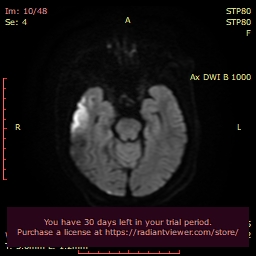 Im: 10/48
Se: 4
STP80
STP80
F
A
Ax DWI B 1000
R
L
You have 30 days left in your trial period.
Purchase a license at https://radiantviewer.com/store/